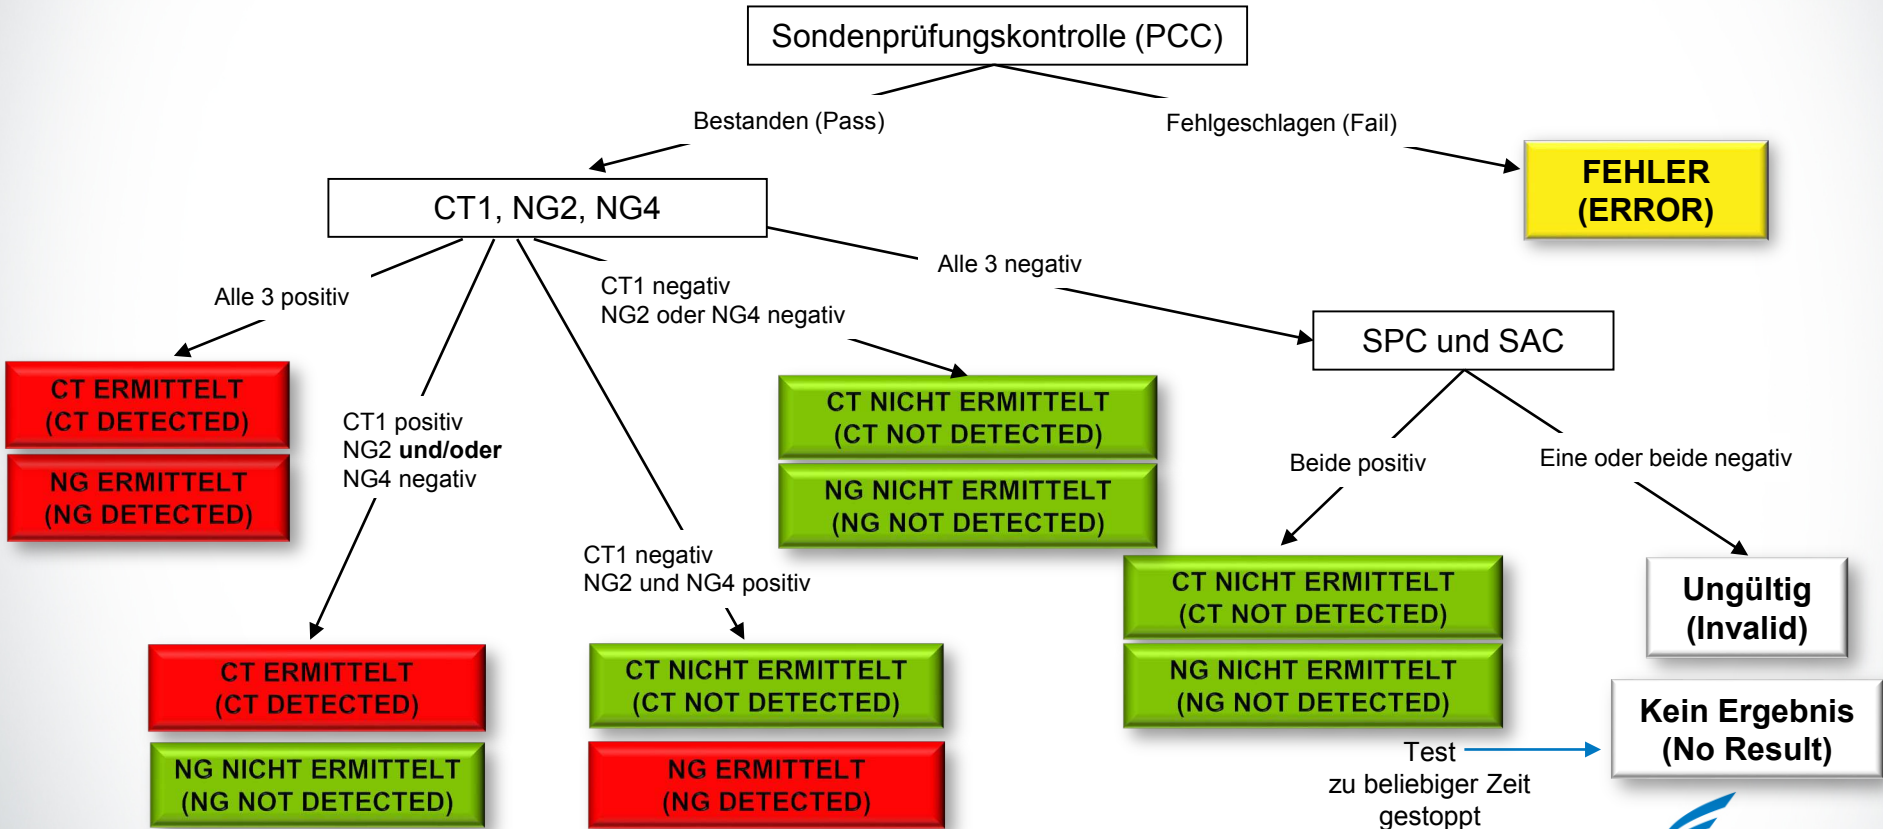 Sondenprüfungskontrolle (PCC)
Bestanden (Pass)
Fehlgeschlagen (Fail)
FEHLER
(ERROR)
CT1, NG2, NG4
Alle 3 positiv
CT1 negativ
NG2 oder NG4 negativ
Alle 3 negativ
SPC und SAC
CT ERMITTELT
(CT DETECTED)
NG ERMITTELT
(NG DETECTED)
CT1 positiv
NG2 und/oder
NG4 negativ
CT NICHT ERMITTELT
(CT NOT DETECTED)
NG NICHT ERMITTELT
(NG NOT DETECTED)
Beide positiv
Eine oder beide negativ
CT1 negativ
NG2 und NG4 positiv
CT NICHT ERMITTELT
(CT NOT DETECTED)
NG NICHT ERMITTELT
(NG NOT DETECTED)
Ungültig
(Invalid)
CT ERMITTELT
(CT DETECTED)
NG NICHT ERMITTELT
(NG NOT DETECTED)
CT NICHT ERMITTELT
(CT NOT DETECTED)
NG ERMITTELT
(NG DETECTED)
Kein Ergebnis
(No Result)
Test
zu beliebiger Zeit
gestoppt